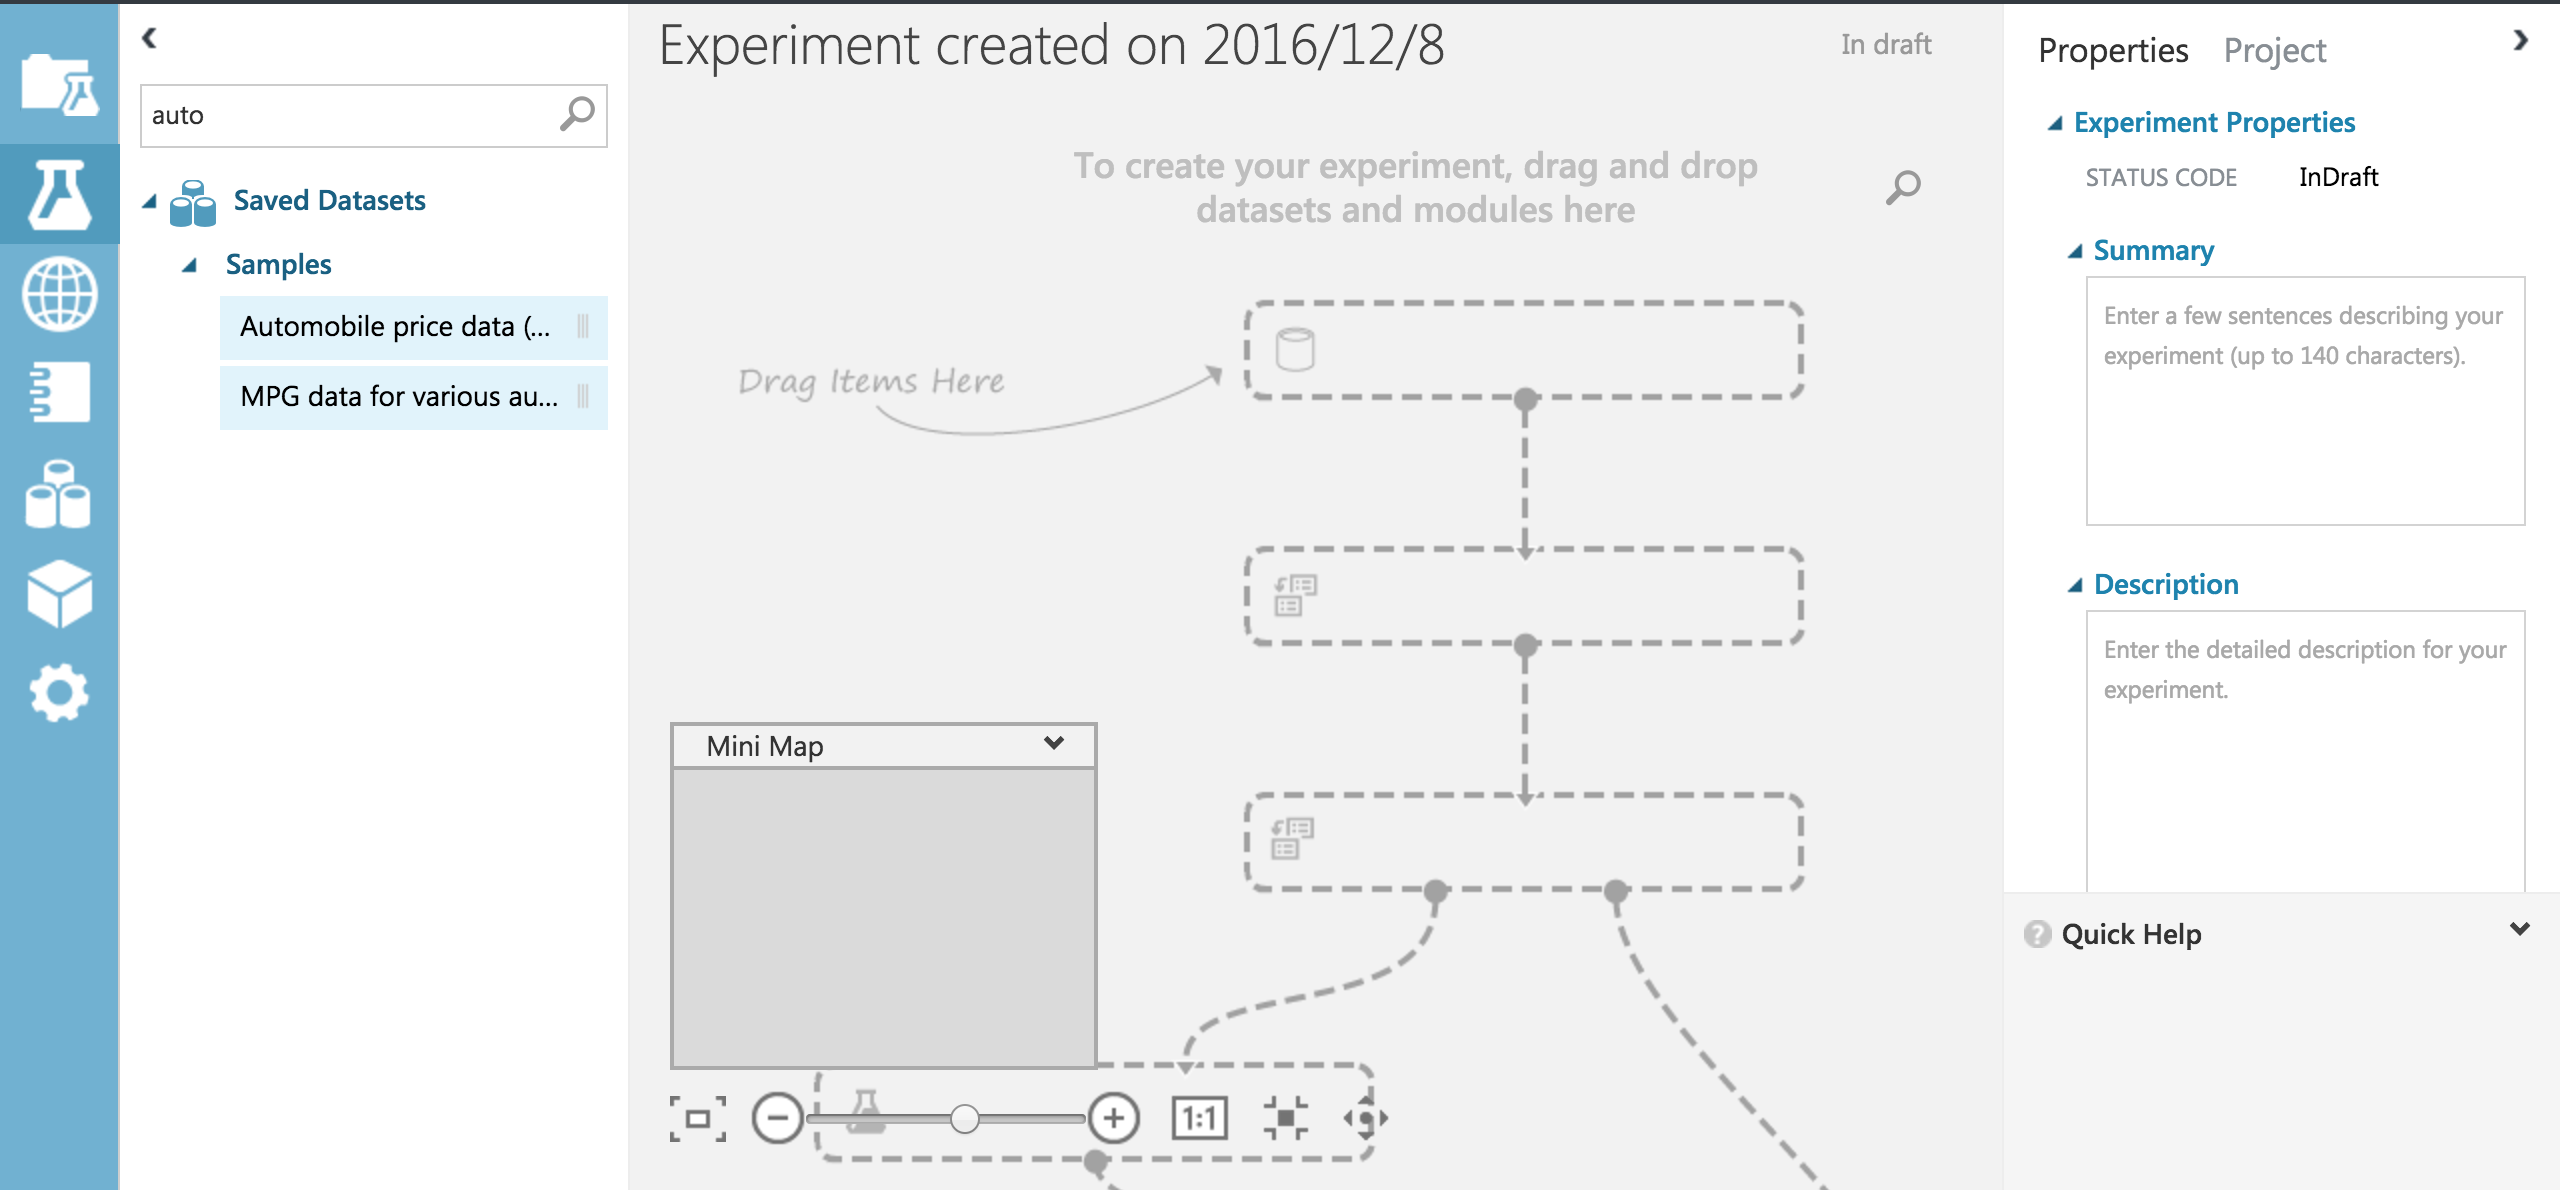 Experiment created on 2016/12/8
In draft
auto
Saved Datasets
Samples
Automobile price data (...
MPG data for various au...
To create your experiment, drag and drop
datasets and modules here
Drag Items Here
Mini Map
1:1
Properties
Project
Experiment Properties
STATUS CODE
InDraft
Summary
Enter a few sentences describing your
experiment (up to 140 characters).
Description
Enter the detailed description for your
experiment.
? Quick Help